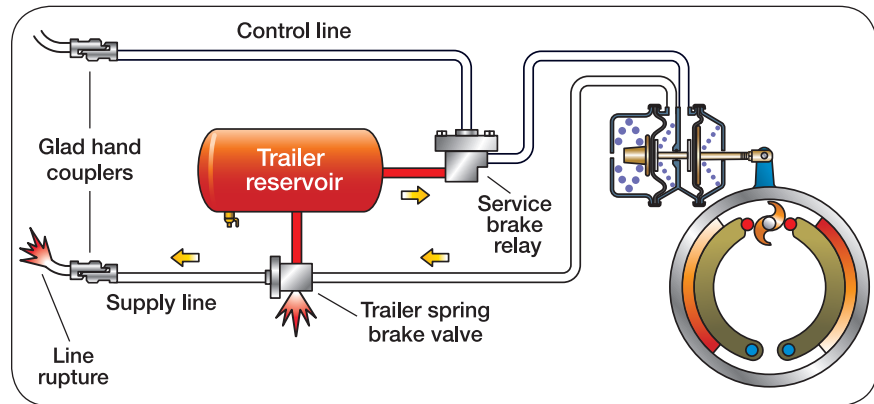 Control line
Glad hand
couplers
Trailer
reservoir
Service
brake
relay
Supply line
Trailer spring
brake valve
Line
rupture